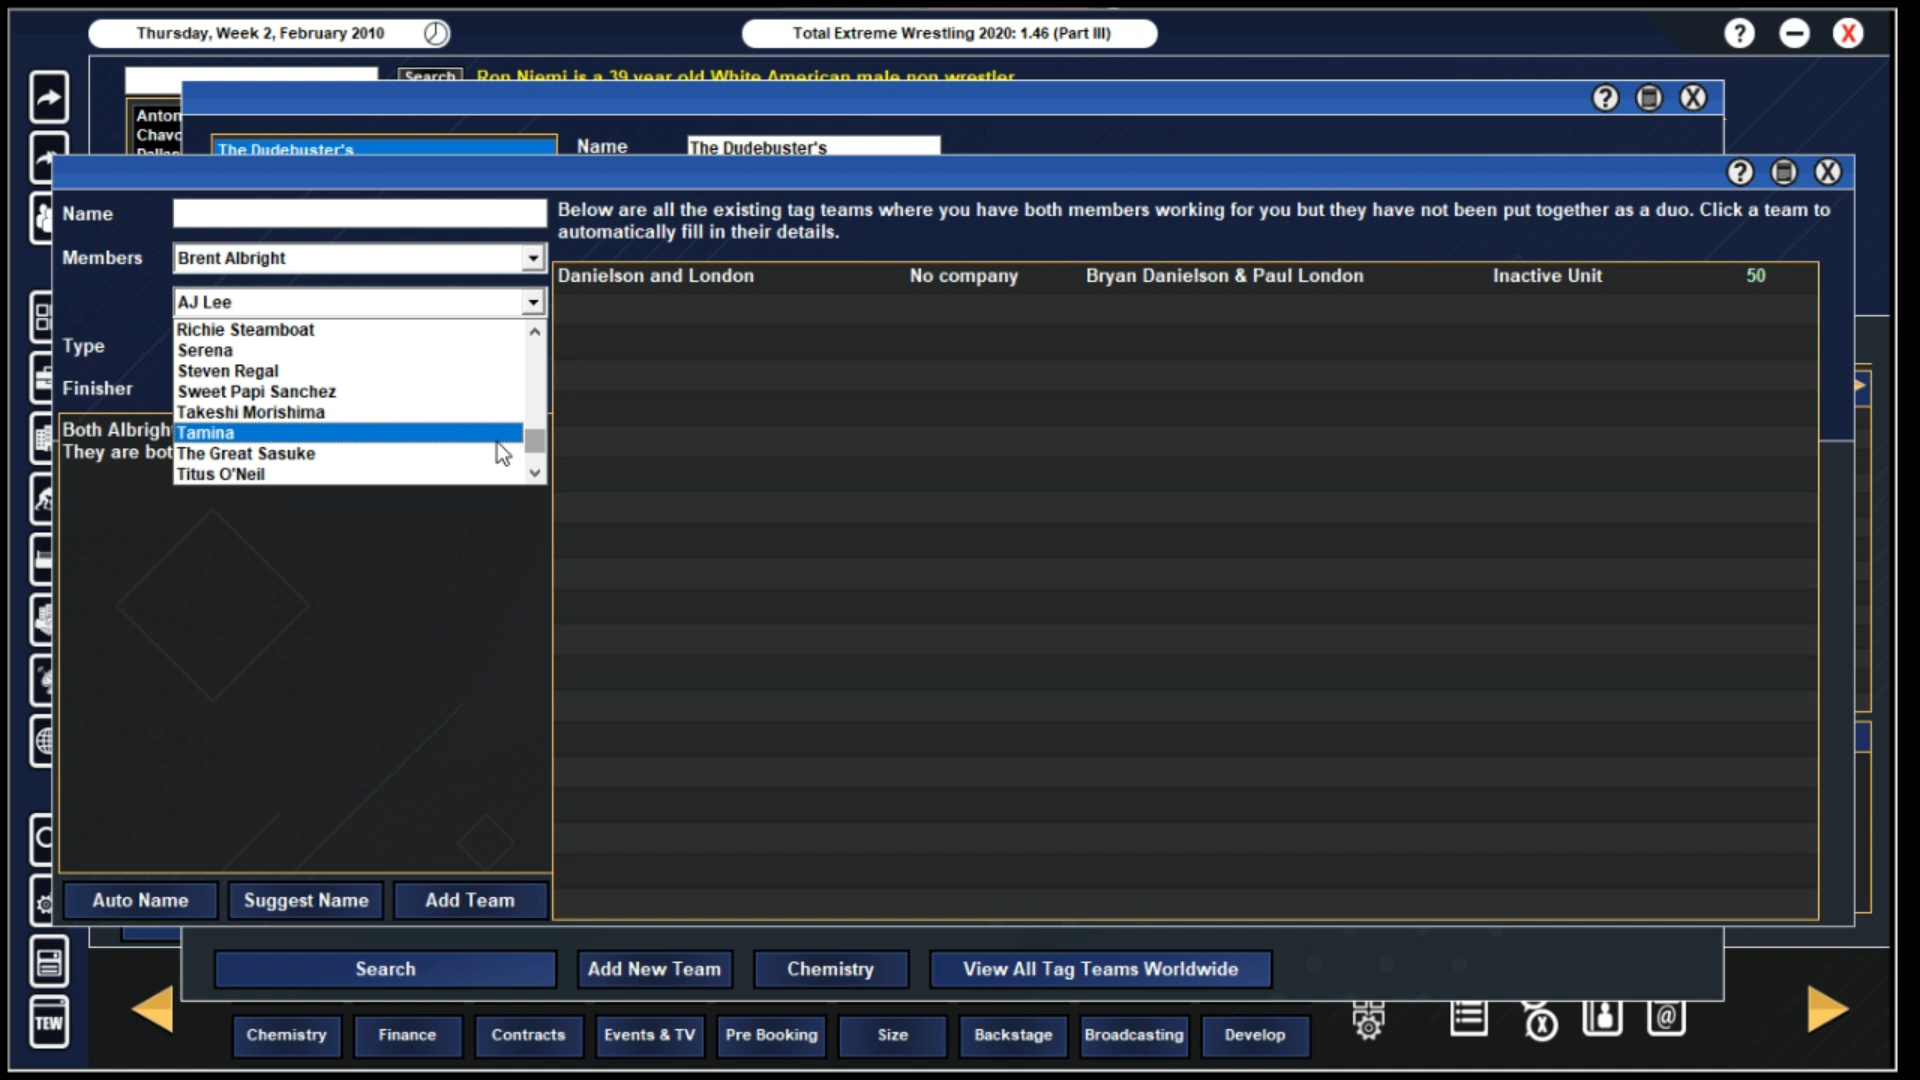 Thursday, Week 2, February 2010
Total Extreme Wrestling 2020: 1.46 (Part III)
Search
Ron Niemi is a 39 year old White American male non wrestler
Anton
Chavo
The Dudebuster's
Name
The Dudebuster's
Name
Below are all the existing tag teams where you have both members working for you but they have not been put together as a duo. Click a team to
automatically fill in their details.
Members
Brent Albright
Danielson and London
No company
Bryan Danielson & Paul London
Inactive Unit
50
AJ Lee
Richie Steamboat
Type
Serena
Steven Regal
Finisher
Sweet Papi Sanchez
Takeshi Morishima
Both Albrigh
Tamina
They are bot
The Great Sasuke
Titus O'Neil
Auto Name
Suggest Name
Add Team
Search
Add New Team
Chemistry
View All Tag Teams Worldwide
TEW
Chemistry
Finance
Contracts
Events & TV
Pre Booking
Size
Backstage
Broadcasting
Develop